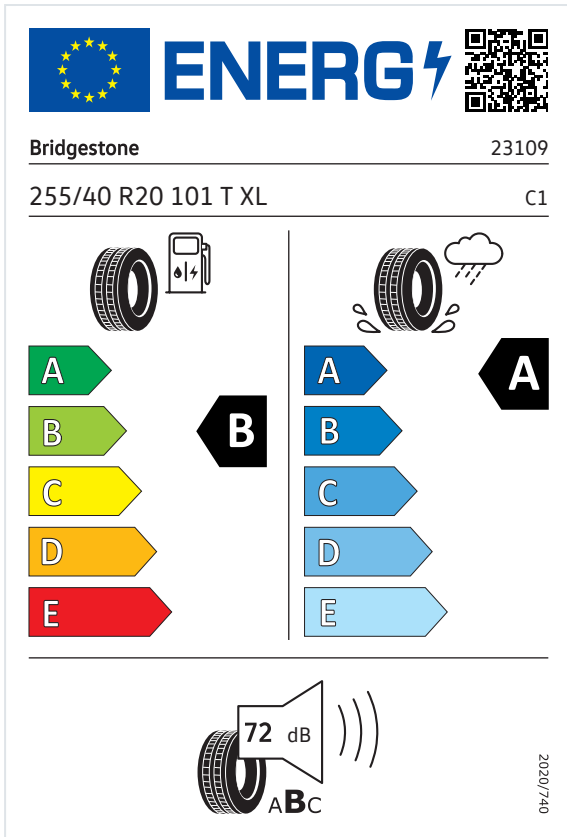 ENERG
Bridgestone 23109
255/40 R20 101 T XL C1
A A A
B B B
C C
D D
E E
72 dB
ABC
2020/740